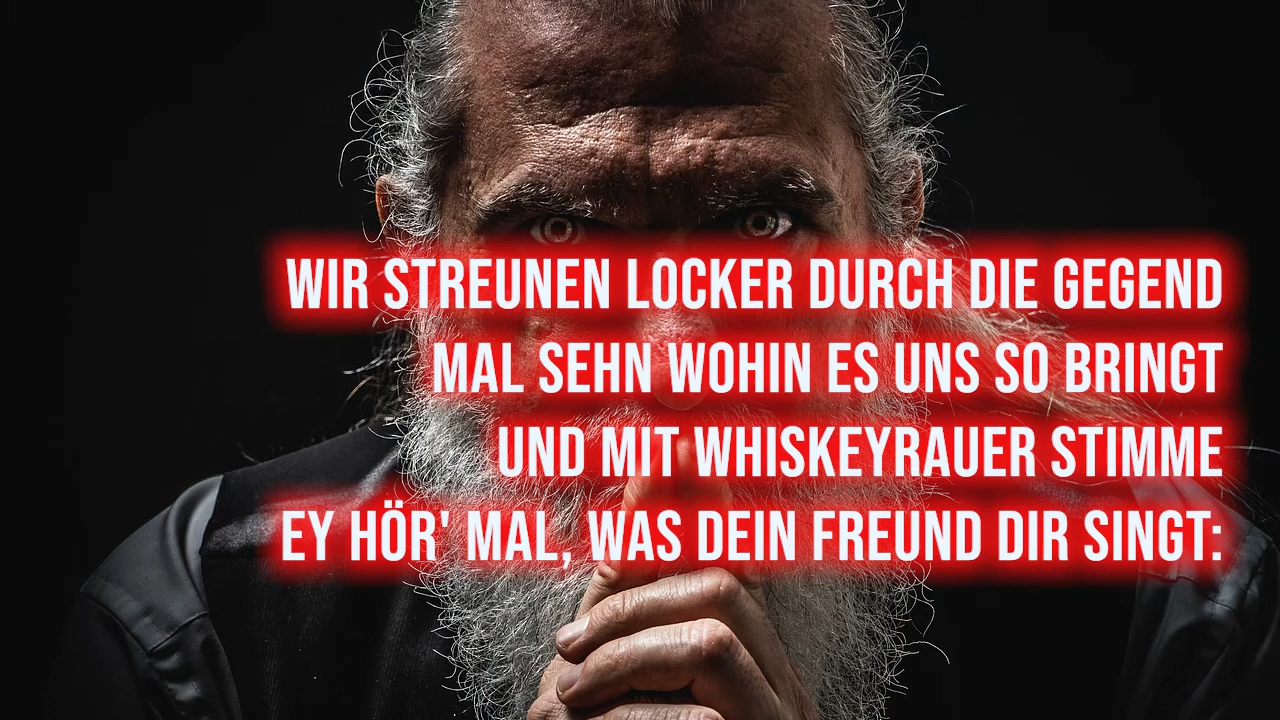 WIR STREUNEN LOCKER DURCH DIE GEGEND
MAL SEHN WOHIN ES UNS SO BRINGT
UND MIT WHISKEYRAUER STIMME
EY HÖR' MAL, WAS DEIN FREUND DIR SINGT: